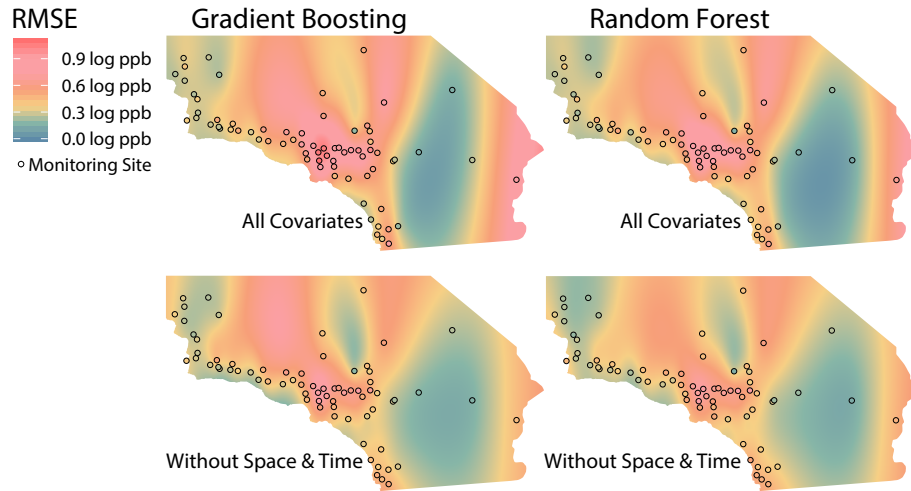 RMSE
0.9 log ppb
0.6 log ppb
0.3 log ppb
0.0 log ppb
Monitoring Site
Gradient Boosting
Random Forest
All Covariates
All Covariates
Without Space & Time
Without Space & Time